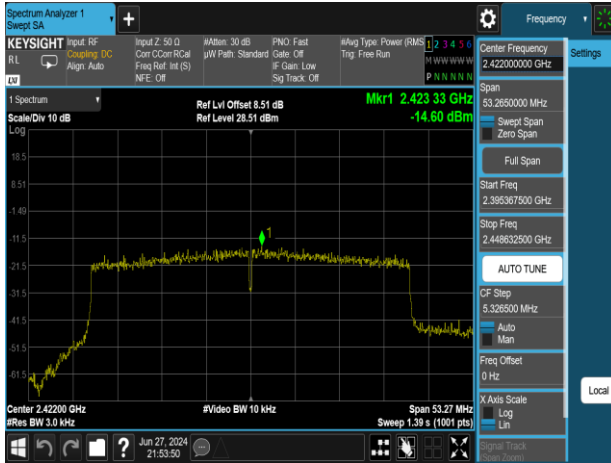 Spectrum Analyzer 1
Swept SA
+
Frequency
KEYSIGHT
RL
LXI
Input: RF
Coupling: DC
Align: Auto
Input Z: 50 Ω
Corr CCorr RCal
Freq Ref: Int (S)
NFE: Off
#Atten: 30 dB
µW Path: Standard
PNO: Fast
Gate: Off
IF Gain: Low
Sig Track: Off
#Avg Type: Power (RMS
Trig: Free Run
1 2 3 4 5 6
M W W W W W
P N N N N N
1 Spectrum
Scale/Div 10 dB
Log
Ref Lvl Offset 8.51 dB
Ref Level 28.51 dBm
Mkr1 2.423 33 GHz
-14.60 dBm
18.5
8.51
-1.49
-11.5
-21.5
-31.5
-41.5
-51.5
-61.5
1
Center 2.42200 GHz
#Res BW 3.0 kHz
#Video BW 10 kHz
Span 53.27 MHz
Sweep 1.39 s (1001 pts)
Jun 27, 2024
21:53:50
Center Frequency
2.422000000 GHz
Span
53.2650000 MHz
Swept Span
Zero Span
Full Span
Start Freq
2.395367500 GHz
Stop Freq
2.448632500 GHz
AUTO TUNE
CF Step
5.326500 MHz
Auto
Man
Freq Offset
0 Hz
X Axis Scale
Log
Lin
Signal Track
(Span Zoom)
Settings
Local